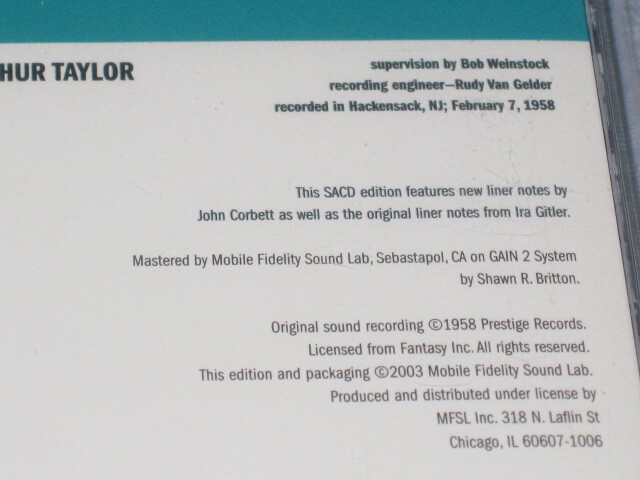 HUR TAYLOR
supervision by Bob Weinstock
recording engineer—Rudy Van Gelder
recorded in Hackensack, NJ; February 7, 1958
This SACD edition features new liner notes by
John Corbett as well as the original liner notes from Ira Gitler.
Mastered by Mobile Fidelity Sound Lab, Sebastapol, CA on GAIN 2 System
by Shawn R. Britton.
Original sound recording ©1958 Prestige Records.
Licensed from Fantasy Inc. All rights reserved.
This edition and packaging ©2003 Mobile Fidelity Sound Lab.
Produced and distributed under license by
MFSL Inc. 318 N. Laflin St
Chicago, IL 60607-1006